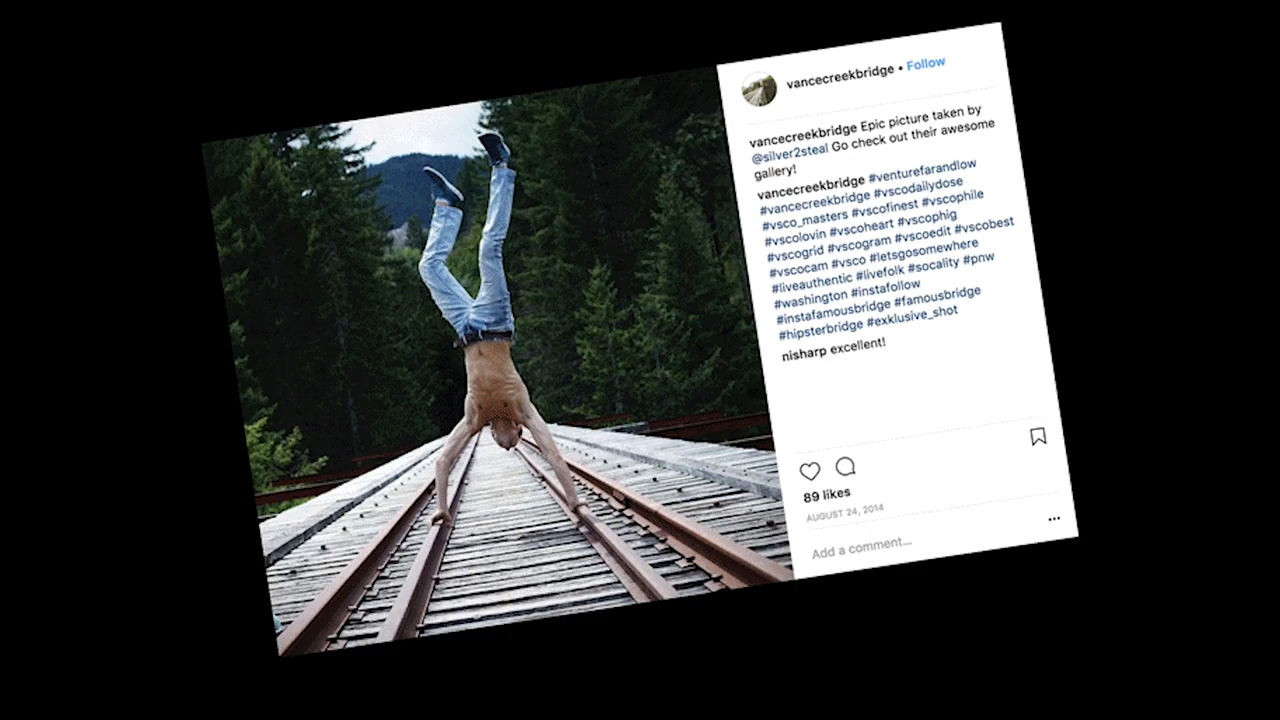 vancecreekbridge • Follow
vancecreekbridge Epic picture taken by
@silver2steal Go check out their awesome
gallery!
vancecreekbridge #venturefarandlow
#vancecreekbridge #vscodailydose
#vsco_masters #vscofinest #vscophile
#vscolovin #vscoheart #vscophig
#vscogrid #vscogram #vscoedit #vscobest
#vscocam #vsco #letsgosomewhere
#liveauthentic #livefolk #socality #pnw
#washington #instafollow
#instafamousbridge #famousbridge
#hipsterbridge #exklusive_shot
nisharp excellent!
89 likes
AUGUST 24, 2014
Add a comment...